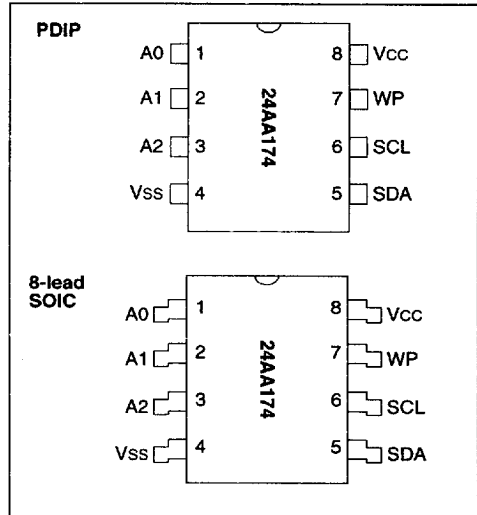 PDIP
A0 1 8 Vcc
A1 2 7 WP
A2 3 6 SCL
Vss 4 5 SDA
24AA174
8-lead
SOIC
A0 1 8 Vcc
A1 2 7 WP
A2 3 6 SCL
Vss 4 5 SDA
24AA174